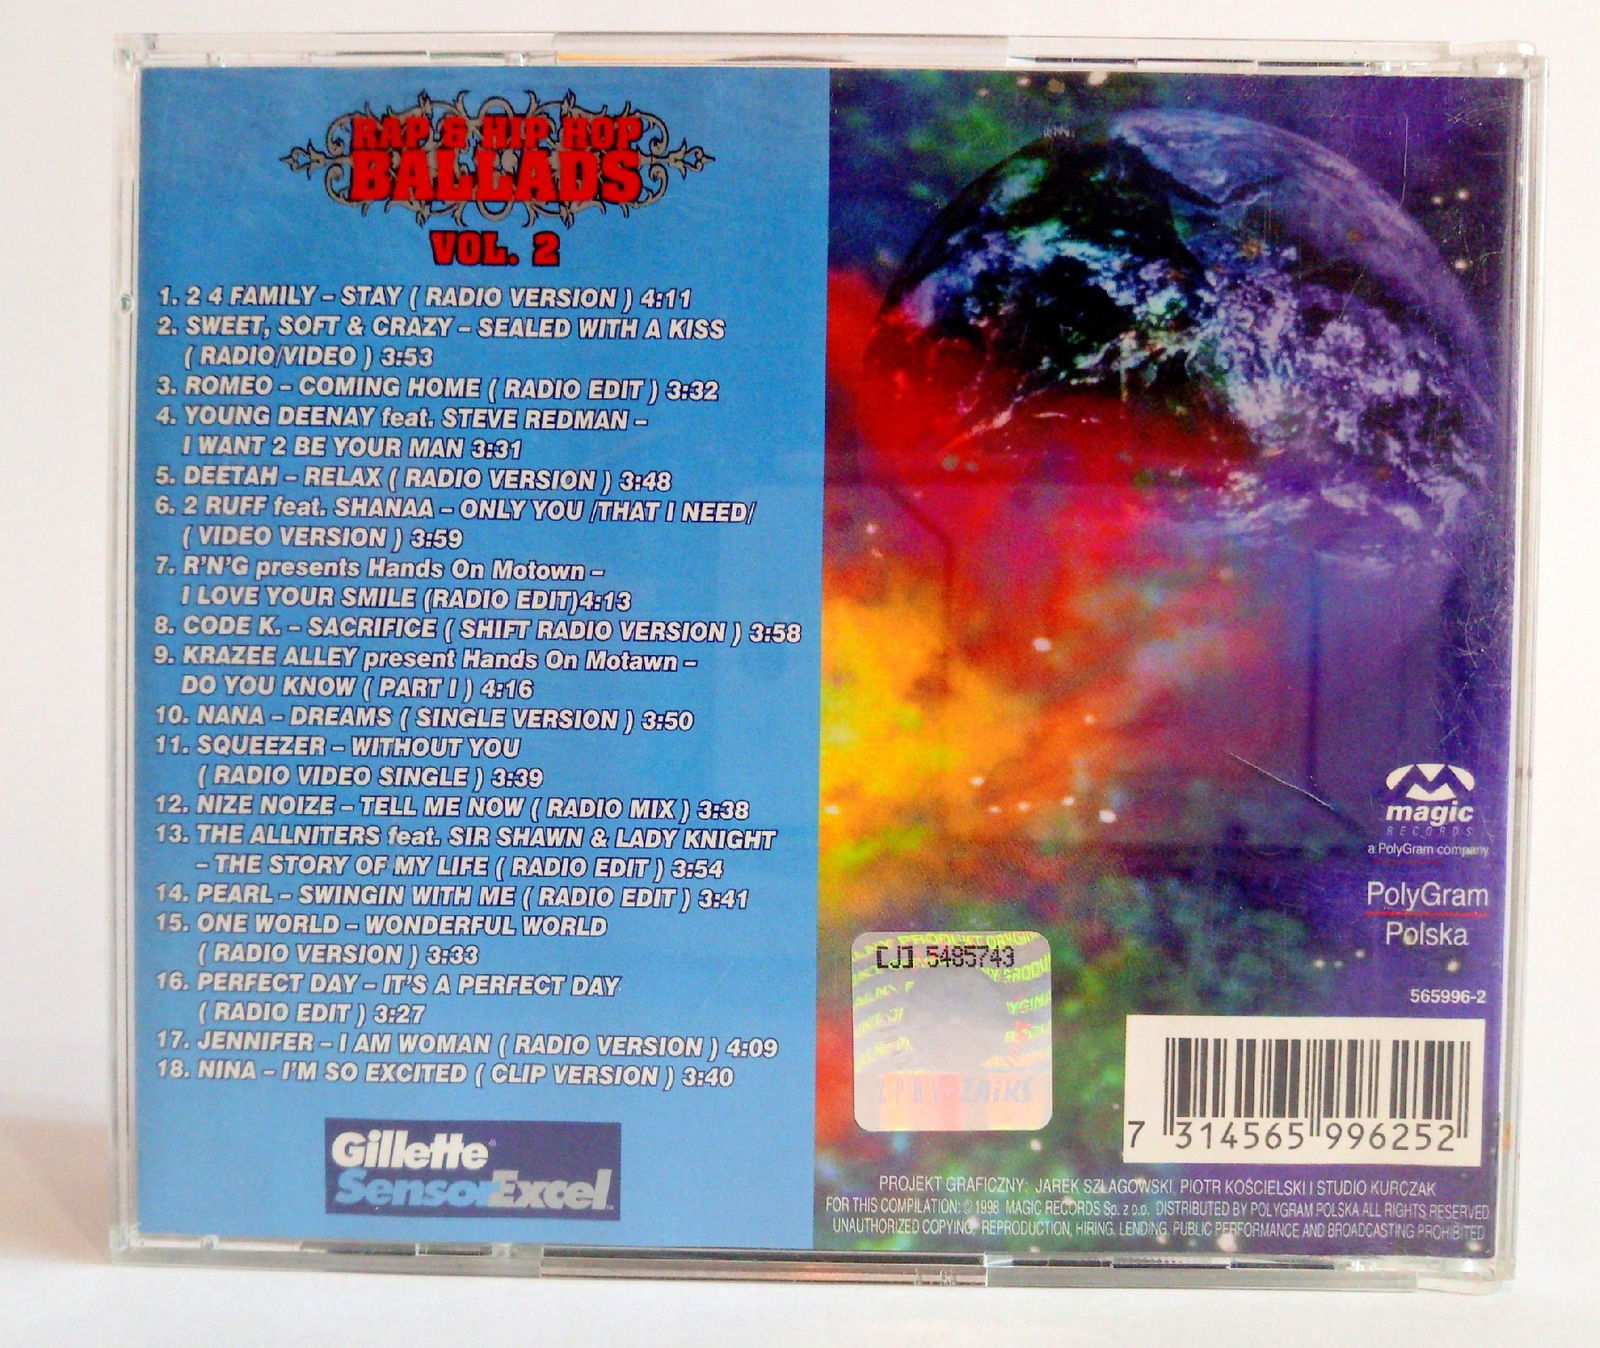 RAP & HIP HOP
BALLADS
VOL. 2
1. 2 4 FAMILY – STAY ( RADIO VERSION ) 4:11
2. SWEET, SOFT & CRAZY – SEALED WITH A KISS
( RADIO/VIDEO ) 3:53
3. ROMEO – COMING HOME ( RADIO EDIT ) 3:32
4. YOUNG DEENAY feat. STEVE REDMAN –
I WANT 2 BE YOUR MAN 3:31
5. DEETAH – RELAX ( RADIO VERSION ) 3:48
6. 2 RUFF feat. SHANAA – ONLY YOU /THAT I NEED/
( VIDEO VERSION ) 3:59
7. R'N'G presents Hands On Motown –
I LOVE YOUR SMILE (RADIO EDIT)4:13
8. CODE K. – SACRIFICE ( SHIFT RADIO VERSION ) 3:58
9. KRAZEE ALLEY present Hands On Motawn –
DO YOU KNOW ( PART I ) 4:16
10. NANA – DREAMS ( SINGLE VERSION ) 3:50
11. SQUEEZER – WITHOUT YOU
( RADIO VIDEO SINGLE ) 3:39
12. NIZE NOIZE – TELL ME NOW ( RADIO MIX ) 3:38
13. THE ALLNITERS feat. SIR SHAWN & LADY KNIGHT
– THE STORY OF MY LIFE ( RADIO EDIT ) 3:54
14. PEARL – SWINGIN WITH ME ( RADIO EDIT ) 3:41
15. ONE WORLD – WONDERFUL WORLD
( RADIO VERSION ) 3:33
16. PERFECT DAY – IT'S A PERFECT DAY
( RADIO EDIT ) 3:27
17. JENNIFER – I AM WOMAN ( RADIO VERSION ) 4:09
18. NINA – I'M SO EXCITED ( CLIP VERSION ) 3:40
Gillette
SensorExcel
magic
RECORDS
a PolyGram company
PolyGram
Polska
565996-2
[J] 5485743
ZPAV ZAiKS
7 314565 996252
PROJEKT GRAFICZNY: JAREK SZLAGOWSKI, PIOTR KOŚCIELSKI I STUDIO KURCZAK
FOR THIS COMPILATION: ℗ 1998 MAGIC RECORDS Sp. z o.o. DISTRIBUTED BY POLYGRAM POLSKA ALL RIGHTS RESERVED
UNAUTHORIZED COPYING, REPRODUCTION, HIRING, LENDING, PUBLIC PERFORMANCE AND BROADCASTING PROHIBITED